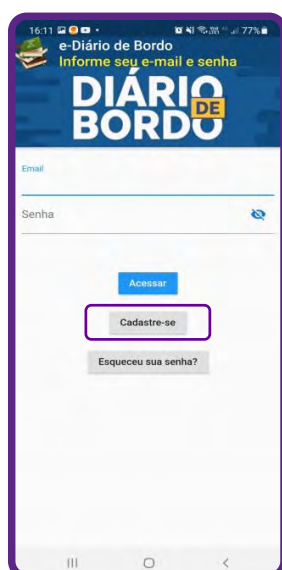 16:11 77%
e-Diário de Bordo
Informe seu e-mail e senha
DIÁRIO
DE
BORDO
Email
Senha
Acessar
Cadastre-se
Esqueceu sua senha?